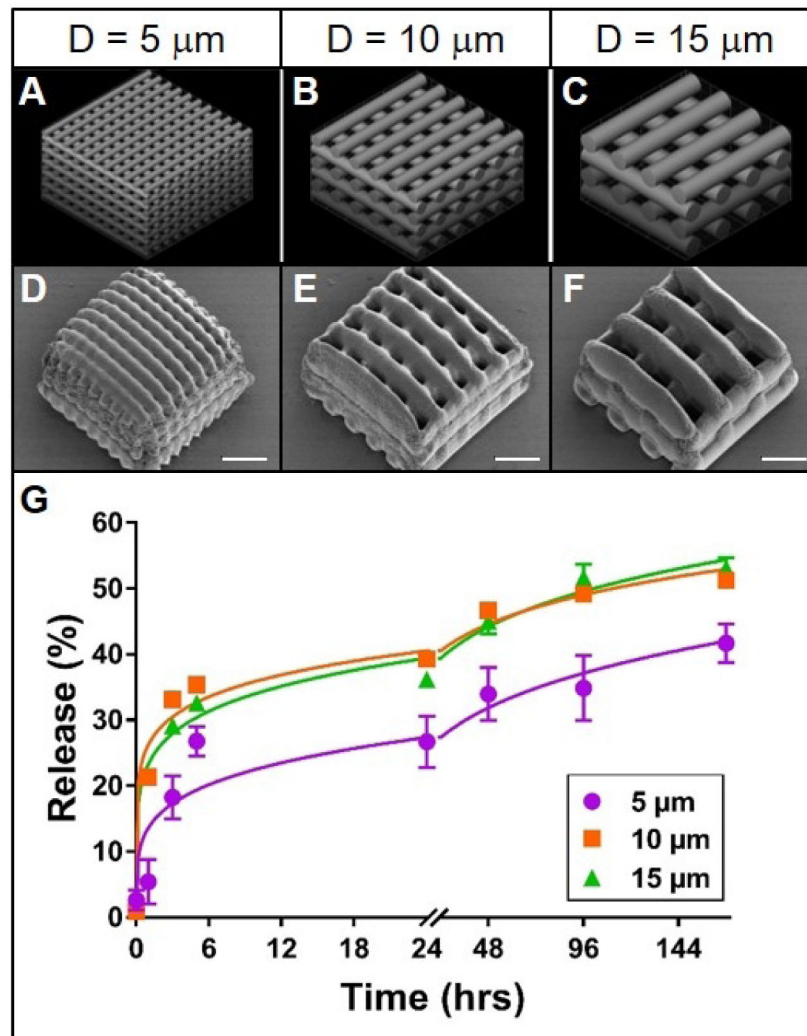 D = 5 μm
D = 10 μm
D = 15 μm
A
B
C
D
E
F
G
60
50
40
30
20
10
0
Release (%)
0
6
12
18
24
48
96
144
Time (hrs)
5 μm
10 μm
15 μm